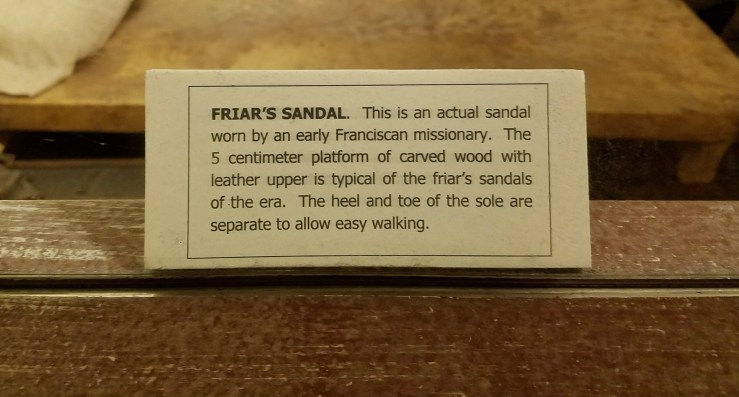 FRIAR'S SANDAL. This is an actual sandal
worn by an early Franciscan missionary. The
5 centimeter platform of carved wood with
leather upper is typical of the friar's sandals
of the era. The heel and toe of the sole are
separate to allow easy walking.